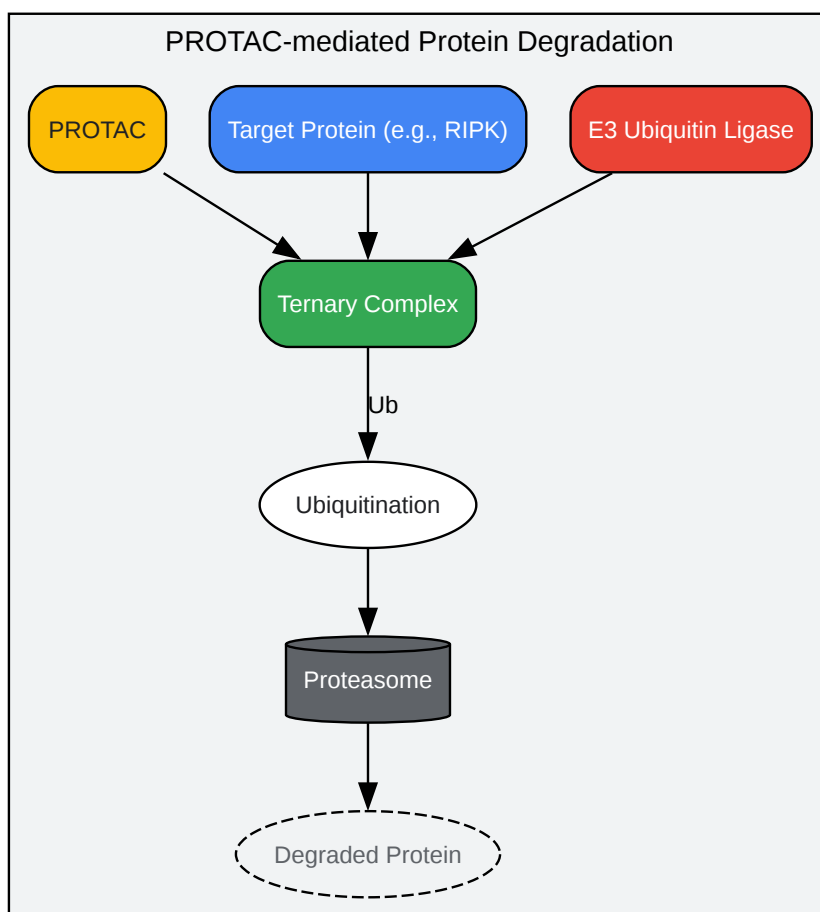 PROTAC-mediated Protein Degradation
PROTAC
Target Protein (e.g., RIPK)
E3 Ubiquitin Ligase
Ternary Complex
Ub
Ubiquitination
Proteasome
Degraded Protein